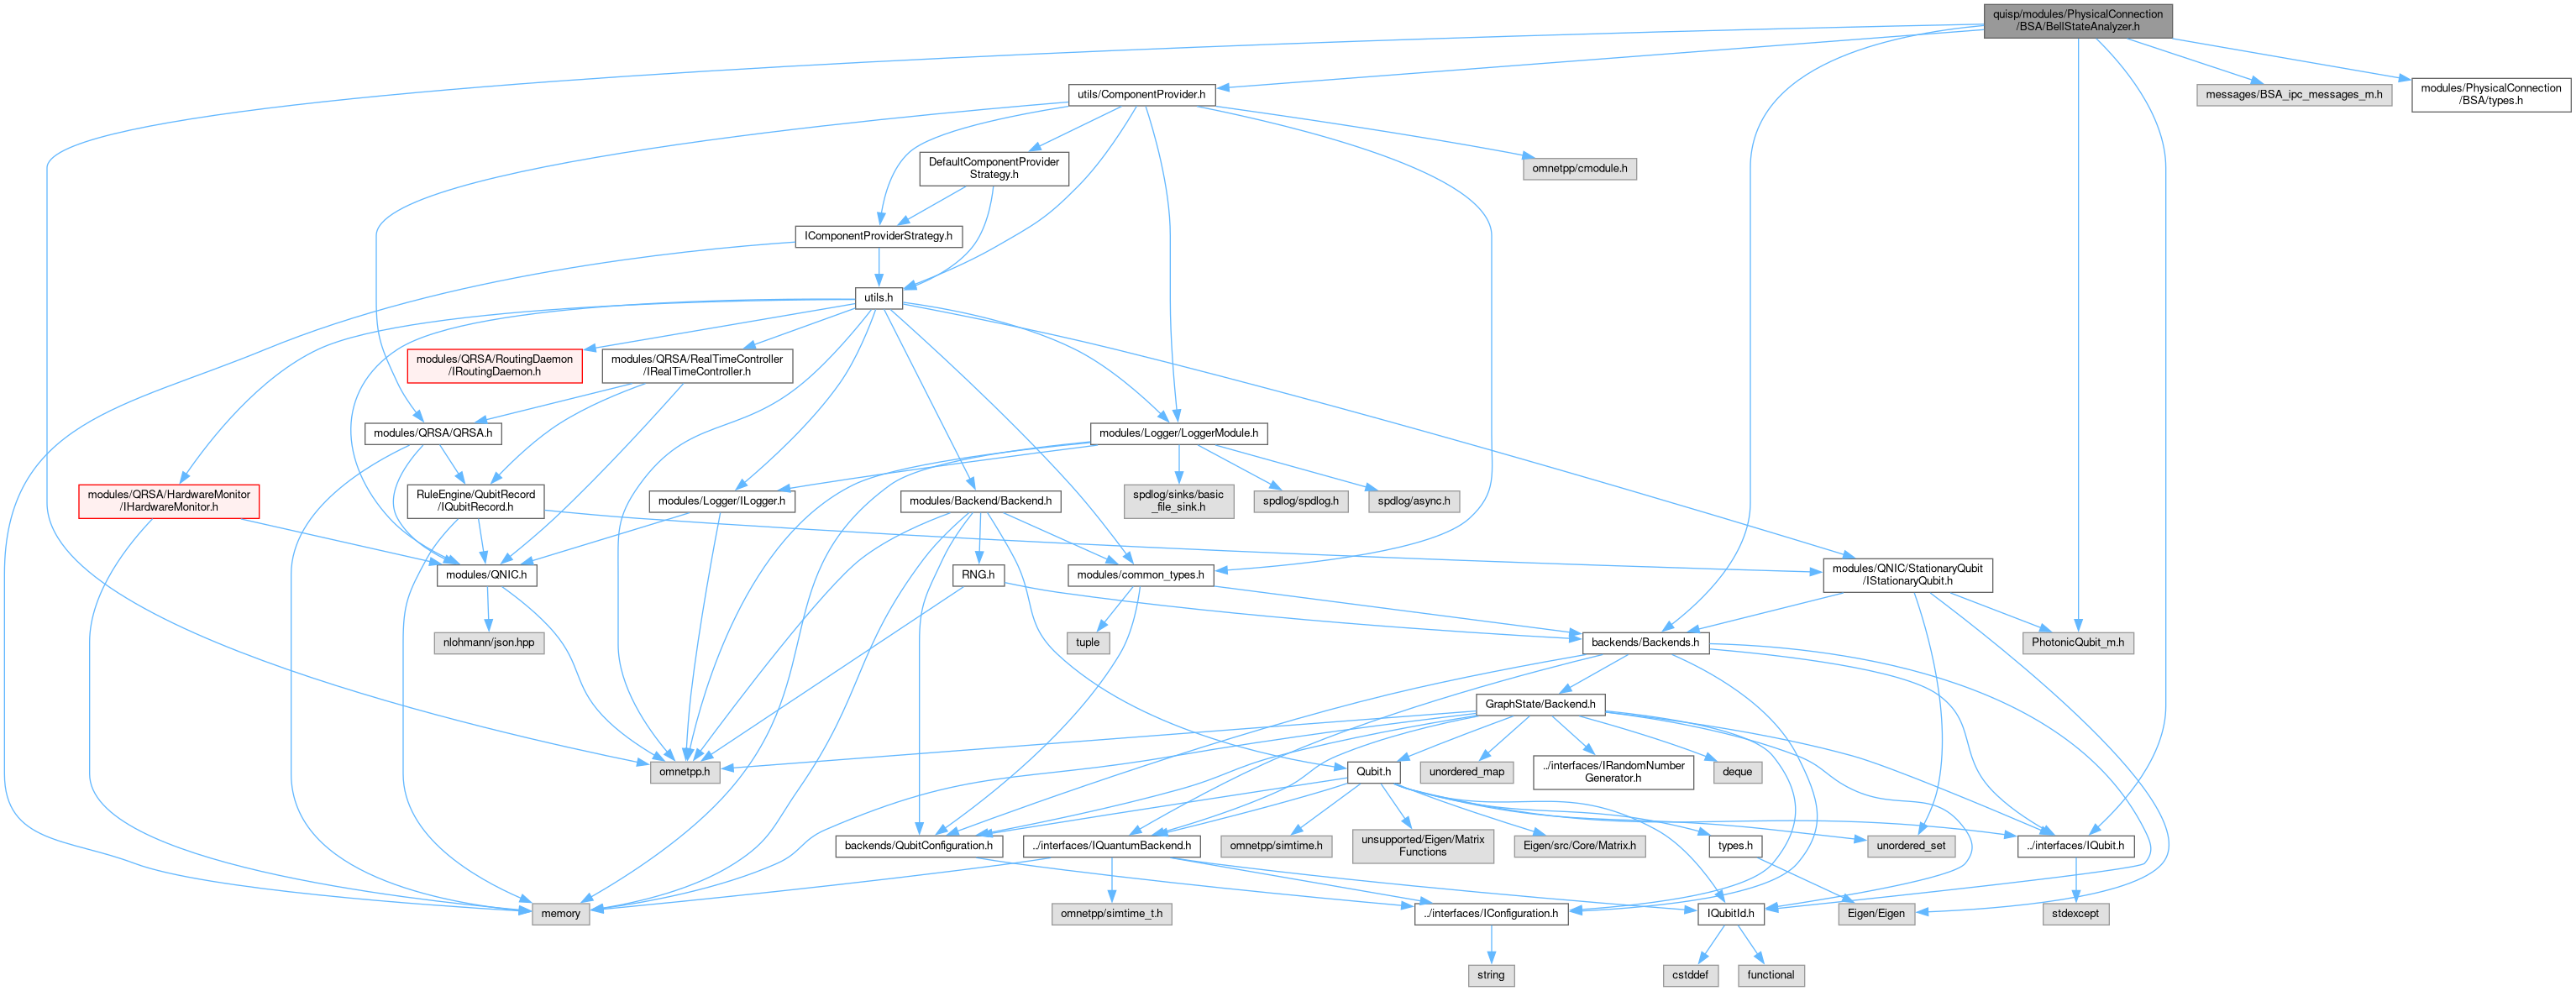 quisp/modules/PhysicalConnection
/BSA/BellStateAnalyzer.h
utils/ComponentProvider.h
messages/BSA_ipc_messages_m.h
modules/PhysicalConnection
/BSA/types.h
DefaultComponentProvider
Strategy.h
omnetpp/cmodule.h
IComponentProviderStrategy.h
utils.h
modules/QRSA/RoutingDaemon
/IRoutingDaemon.h
modules/QRSA/RealTimeController
/IRealTimeController.h
modules/QRSA/QRSA.h
modules/Logger/LoggerModule.h
modules/QRSA/HardwareMonitor
/IHardwareMonitor.h
RuleEngine/QubitRecord
/IQubitRecord.h
modules/Logger/ILogger.h
modules/Backend/Backend.h
spdlog/sinks/basic
_file_sink.h
spdlog/spdlog.h
spdlog/async.h
modules/QNIC.h
RNG.h
modules/common_types.h
modules/QNIC/StationaryQubit
/IStationaryQubit.h
nlohmann/json.hpp
tuple
backends/Backends.h
PhotonicQubit_m.h
GraphState/Backend.h
omnetpp.h
Qubit.h
unordered_map
../interfaces/IRandomNumber
Generator.h
deque
backends/QubitConfiguration.h
../interfaces/IQuantumBackend.h
omnetpp/simtime.h
unsupported/Eigen/Matrix
Functions
Eigen/src/Core/Matrix.h
types.h
unordered_set
../interfaces/IQubit.h
memory
omnetpp/simtime_t.h
../interfaces/IConfiguration.h
IQubitId.h
Eigen/Eigen
stdexcept
string
cstddef
functional